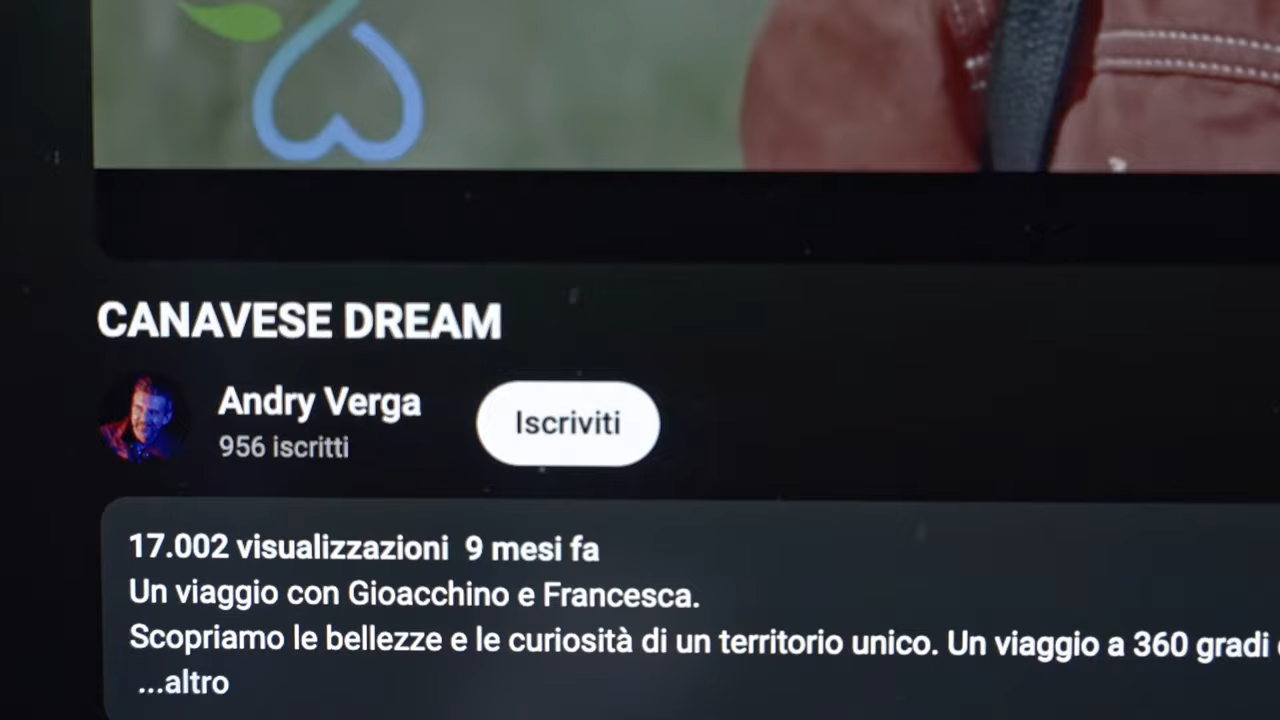 CANAVESE DREAM
Andry Verga
956 iscritti
Iscriviti
17.002 visualizzazioni 9 mesi fa
Un viaggio con Gioacchino e Francesca.
Scopriamo le bellezze e le curiosità di un territorio unico. Un viaggio a 360 gradi
...altro